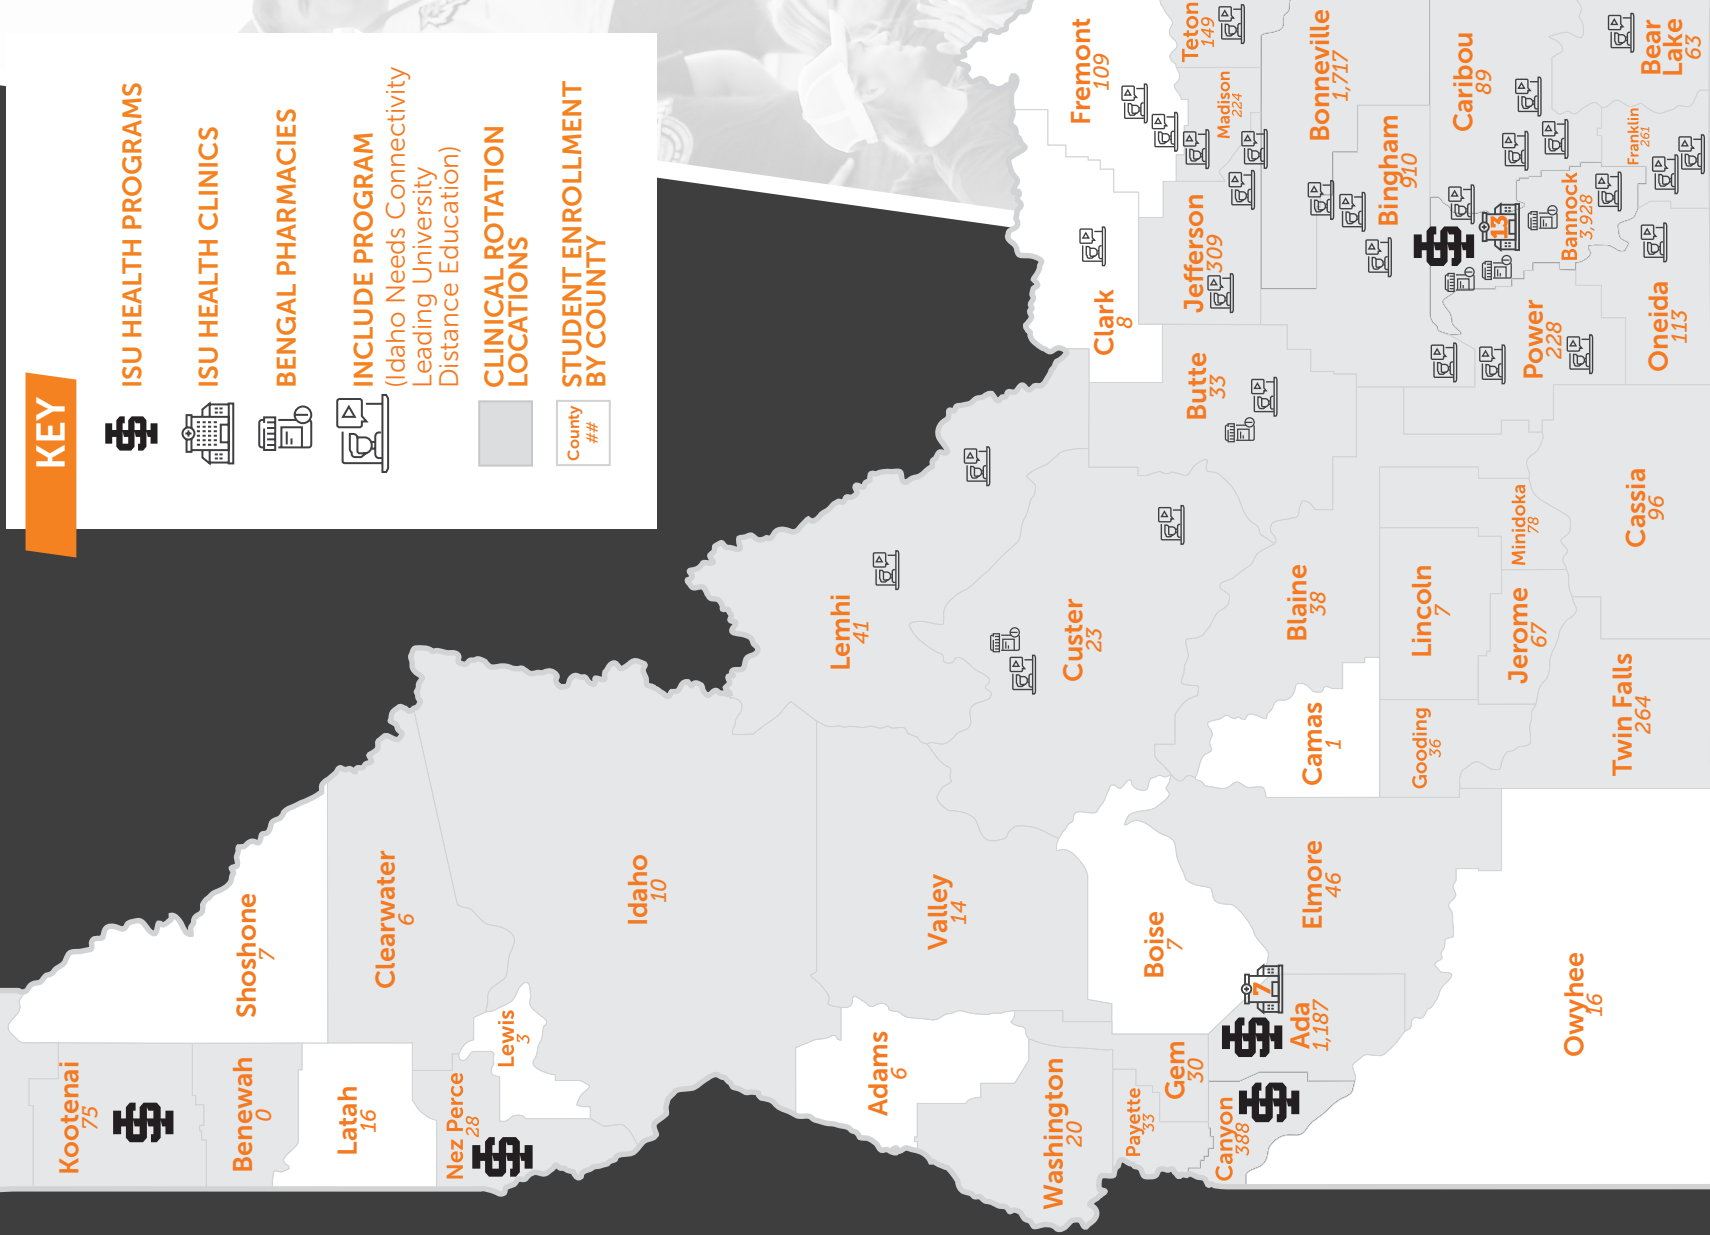 KEY
ISU HEALTH PROGRAMS
ISU HEALTH CLINICS
BENGAL PHARMACIES
INCLUDE PROGRAM
(Idaho Needs Connectivity
Leading University
Distance Education)
CLINICAL ROTATION
LOCATIONS
County
##
STUDENT ENROLLMENT
BY COUNTY
Kootenai
75
Benewah
0
Shoshone
7
Latah
16
Clearwater
6
Nez Perce
28
Lewis
3
Idaho
10
Lemhi
41
Adams
6
Valley
14
Washington
20
Custer
23
Fremont
109
Clark
8
Payette
33
Gem
30
Boise
7
Butte
33
Jefferson
309
Madison
224
Teton
149
Canyon
388
7
Ada
1,187
Elmore
46
Camas
1
Blaine
38
Bingham
910
Bonneville
1,717
Gooding
36
Lincoln
7
Caribou
89
13
Jerome
67
Minidoka
78
Power
228
Bannock
3,928
Owyhee
16
Twin Falls
264
Cassia
96
Oneida
113
Franklin
261
Bear
Lake
63